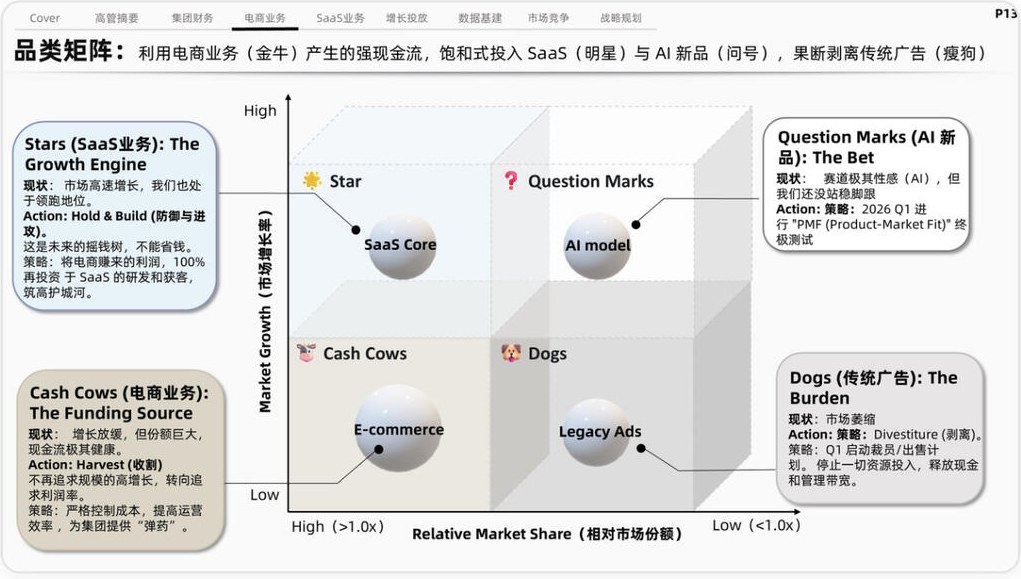 Cover 高管摘要 集团财务 电商业务 SaaS业务 增长投放 数据基建 市场竞争 战略规划
P13
品类矩阵：利用电商业务（金牛）产生的强现金流，饱和式投入 SaaS（明星）与 AI 新品（问号），果断剥离传统广告（瘦狗）
Stars (SaaS业务): The
Growth Engine
现状： 市场高速增长，我们也处
于领跑地位。
Action: Hold & Build (防御与进
攻)。
这是未来的摇钱树，不能省钱。
策略：将电商赚来的利润，100%
再投资 于 SaaS 的研发和获客，
筑高护城河。
Cash Cows (电商业务):
The Funding Source
现状： 增长放缓，但份额巨大，
现金流极其健康。
Action: Harvest (收割)
不再追求规模的高增长，转向追
求利润率。
策略：严格控制成本，提高运营
效率 ，为集团提供“弹药” 。
High
Market Growth（市场增长率）
Low
Star
SaaS Core
Question Marks
AI model
Cash Cows
E-commerce
Dogs
Legacy Ads
High（>1.0x）
Relative Market Share（相对市场份额）
Low（<1.0x）
Question Marks (AI 新
品): The Bet
现状： 赛道极其性感（AI），但
我们还没站稳脚跟
Action: 策略：2026 Q1 进
行 "PMF (Product-Market Fit)" 终
极测试
Dogs (传统广告): The
Burden
现状：市场萎缩
Action: 策略：Divestiture (剥离)。
策略：Q1 启动裁员/出售计
划。 停止一切资源投入，释放现金
和管理带宽。